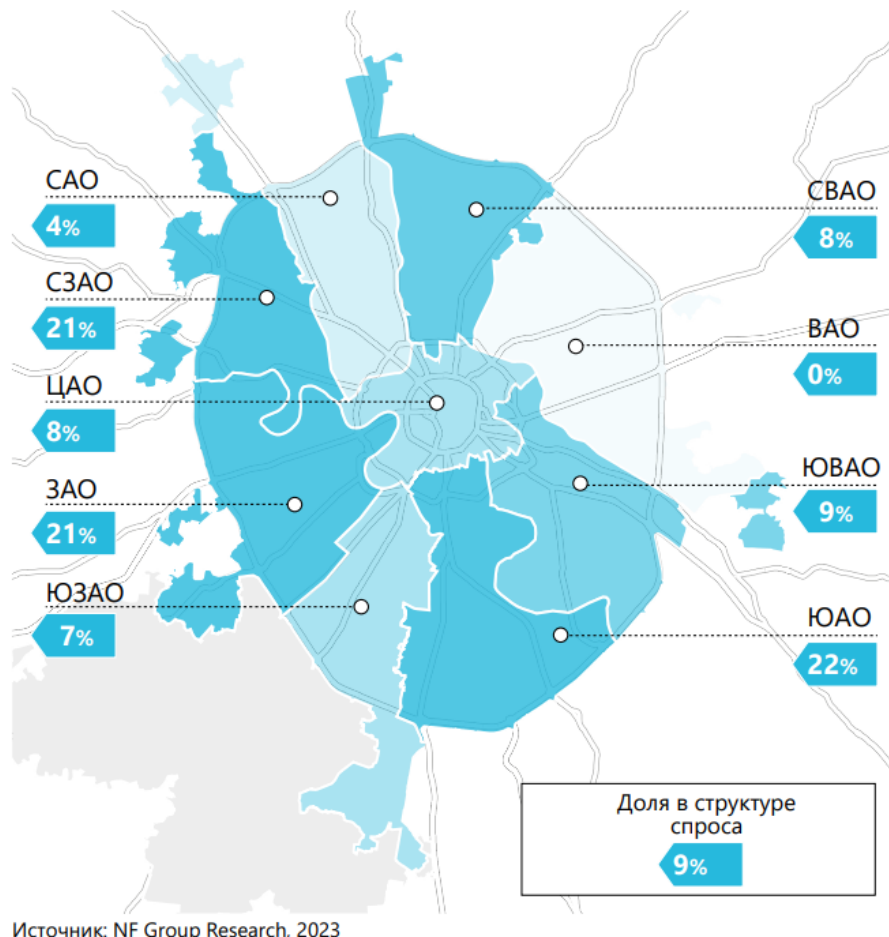 САО
4%
СЗАО
21%
ЦАО
8%
ЗАО
21%
ЮЗАО
7%
СВАО
8%
ВАО
0%
ЮВАО
9%
ЮАО
22%
Доля в структуре
спроса
9%
Источник: NF Group Research, 2023